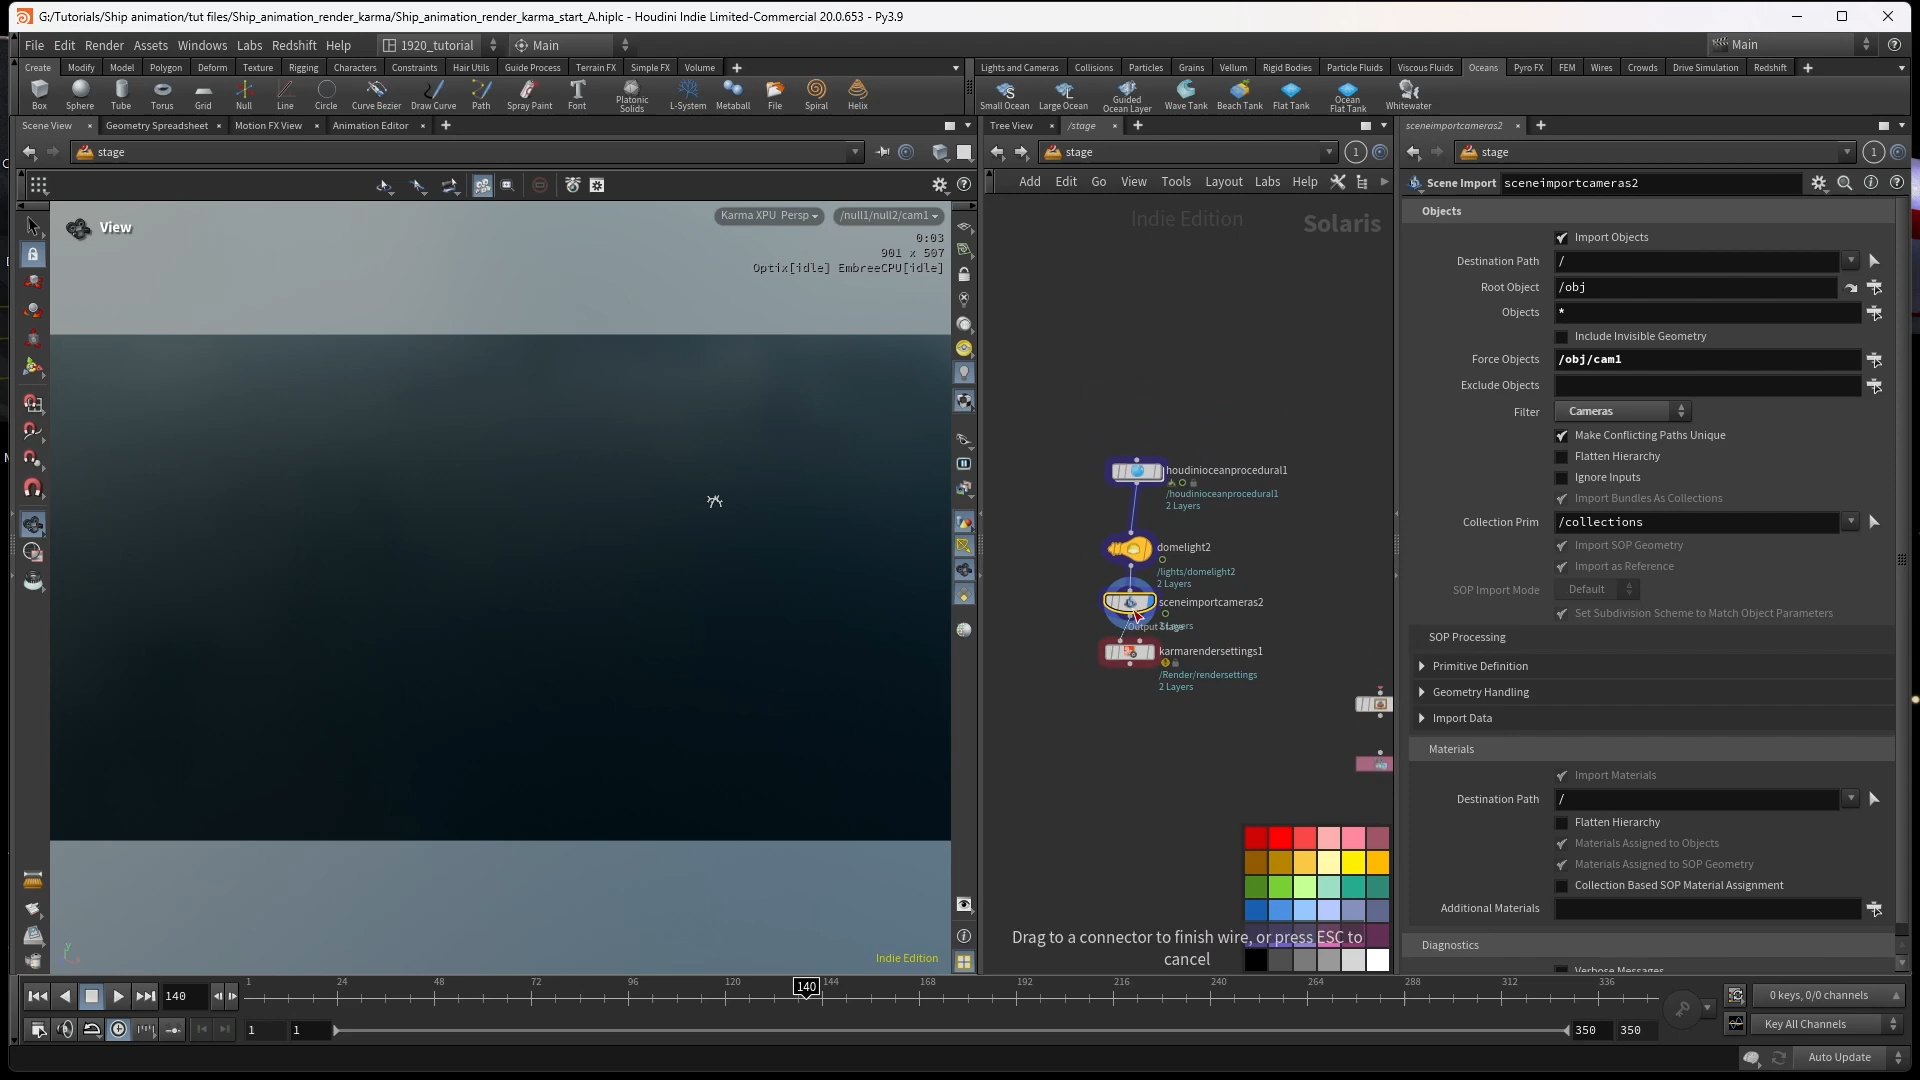 G:/Tutorials/Ship animation/tut files/Ship_animation_render_karma/Ship_animation_render_karma_start_A.hiplc - Houdini Indie Limited-Commercial 20.0.653 - Py3.9
File Edit Render Assets Windows Labs Redshift Help 1920_tutorial Main Main
Create Modify Model Polygon Deform Texture Rigging Characters Constraints Hair Utils Guide Process Terrain FX Simple FX Volume
Lights and Cameras Collisions Particles Grains Vellum Rigid Bodies Particle Fluids Viscous Fluids Oceans Pyro FX FEM Wires Crowds Drive Simulation Redshift
Box Sphere Tube Torus Grid Null Line Circle Curve Bezier Draw Curve Path Spray Paint Font Platonic Solids L-System Metaball File Spiral Helix
Small Ocean Large Ocean Guided Ocean Layer Wave Tank Beach Tank Flat Tank Ocean Flat Tank Whitewater
Scene View Geometry Spreadsheet Motion FX View Animation Editor
Tree View /stage
sceneimportcameras2
stage
stage 1
stage 1
Add Edit Go View Tools Layout Labs Help
Scene Import sceneimportcameras2
View
Karma XPU Persp /null1/null2/cam1
0:03
901 x 507
Optix[idle] EmbreeCPU[idle]
Indie Edition
Indie Edition
Solaris
houdinioceanprocedural1
/houdinioceanprocedural1
2 Layers
domelight2
/lights/domelight2
2 Layers
sceneimportcameras2
Output Stage
karmarendersettings1
/Render/rendersettings
2 Layers
Drag to a connector to finish wire, or press ESC to
cancel
Objects
Import Objects
Destination Path /
Root Object /obj
Objects *
Include Invisible Geometry
Force Objects /obj/cam1
Exclude Objects
Filter Cameras
Make Conflicting Paths Unique
Flatten Hierarchy
Ignore Inputs
Import Bundles As Collections
Collection Prim /collections
Import SOP Geometry
Import as Reference
SOP Import Mode Default
Set Subdivision Scheme to Match Object Parameters
SOP Processing
Primitive Definition
Geometry Handling
Import Data
Materials
Import Materials
Destination Path /
Flatten Hierarchy
Materials Assigned to Objects
Materials Assigned to SOP Geometry
Collection Based SOP Material Assignment
Additional Materials
Diagnostics
Verbose Messages
140
1 24 48 72 96 120 140 144 168 192 216 240 264 288 312 336
0 keys, 0/0 channels
1 1 350 350
Key All Channels
Auto Update